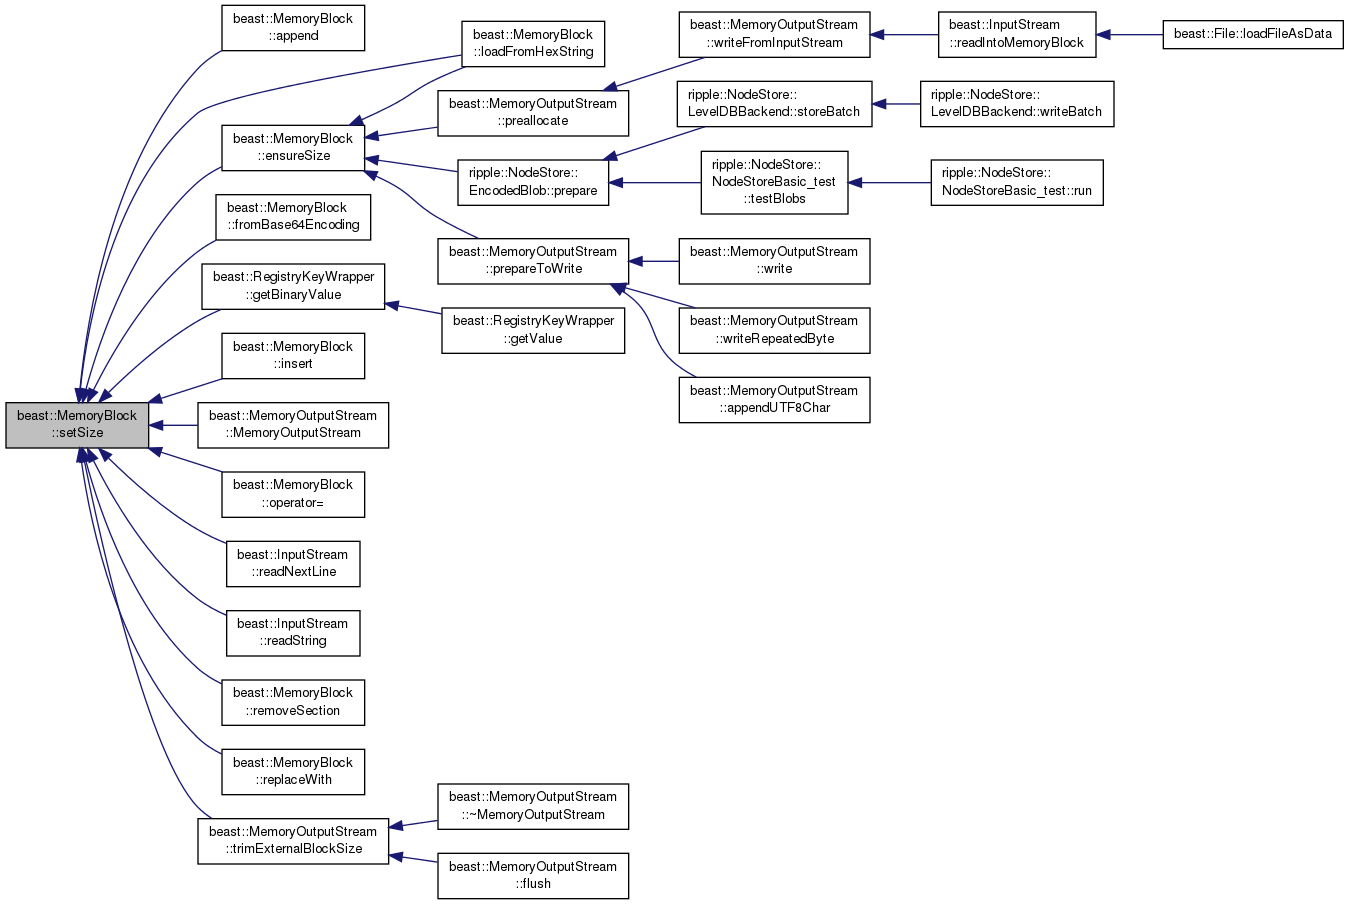 beast::MemoryBlock
::setSize
beast::MemoryBlock
::append
beast::MemoryBlock
::loadFromHexString
beast::MemoryBlock
::ensureSize
beast::MemoryOutputStream
::preallocate
beast::MemoryOutputStream
::writeFromInputStream
beast::InputStream
::readIntoMemoryBlock
beast::File::loadFileAsData
ripple::NodeStore::
EncodedBlob::prepare
ripple::NodeStore::
LevelDBBackend::storeBatch
ripple::NodeStore::
LevelDBBackend::writeBatch
ripple::NodeStore::
NodeStoreBasic_test
::testBlobs
ripple::NodeStore::
NodeStoreBasic_test::run
beast::MemoryOutputStream
::prepareToWrite
beast::MemoryOutputStream
::write
beast::MemoryOutputStream
::writeRepeatedByte
beast::MemoryOutputStream
::appendUTF8Char
beast::MemoryBlock
::fromBase64Encoding
beast::RegistryKeyWrapper
::getBinaryValue
beast::RegistryKeyWrapper
::getValue
beast::MemoryBlock
::insert
beast::MemoryOutputStream
::MemoryOutputStream
beast::MemoryBlock
::operator=
beast::InputStream
::readNextLine
beast::InputStream
::readString
beast::MemoryBlock
::removeSection
beast::MemoryBlock
::replaceWith
beast::MemoryOutputStream
::trimExternalBlockSize
beast::MemoryOutputStream
::~MemoryOutputStream
beast::MemoryOutputStream
::flush